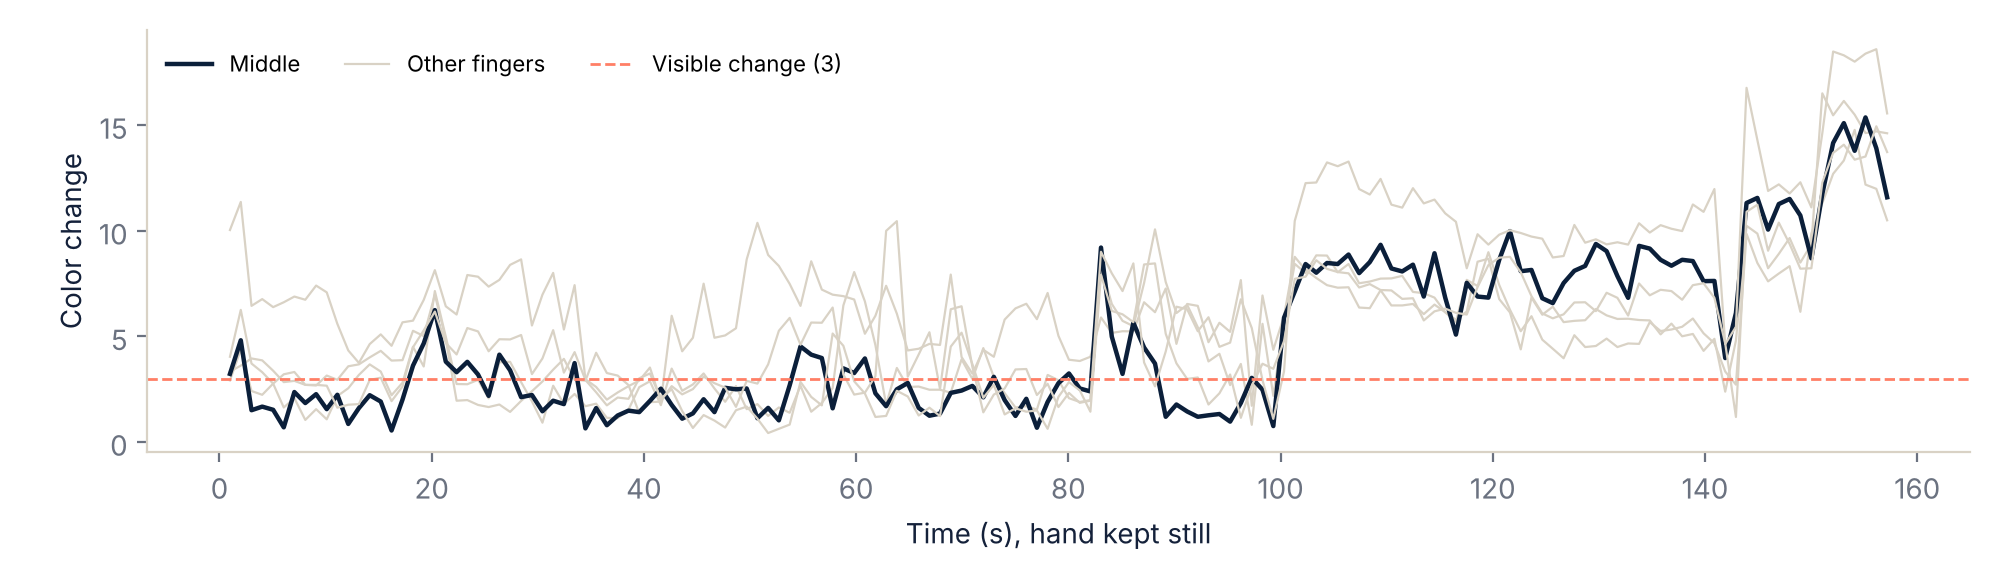 Middle
Other fingers
Visible change (3)
Color change
15
10
5
0
0 20 40 60 80 100 120 140 160
Time (s), hand kept still